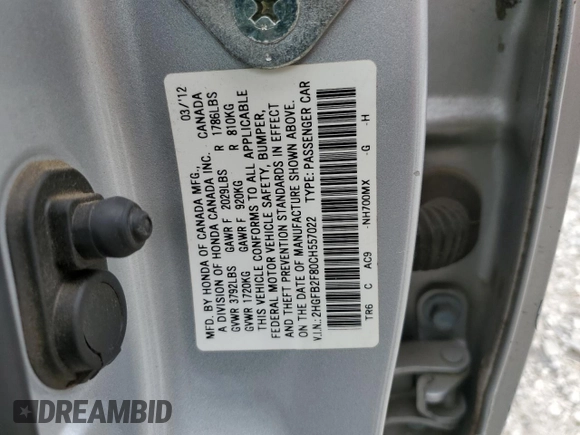 MFD. BY HONDA OF CANADA MFG., 03/'12
A DIVISION OF HONDA CANADA INC. CANADA
GVWR 3792LBS GAWR F 2029LBS R 1786LBS
GVWR 1720KG GAWR F 920KG R 810KG
THIS VEHICLE CONFORMS TO ALL APPLICABLE
FEDERAL MOTOR VEHICLE SAFETY, BUMPER,
AND THEFT PREVENTION STANDARDS IN EFFECT
ON THE DATE OF MANUFACTURE SHOWN ABOVE.
V.I.N.: 2HGFB2F80CH557022 TYPE: PASSENGER CAR
TR6 C AC9 -NH700MX -G -H
DREAMBID